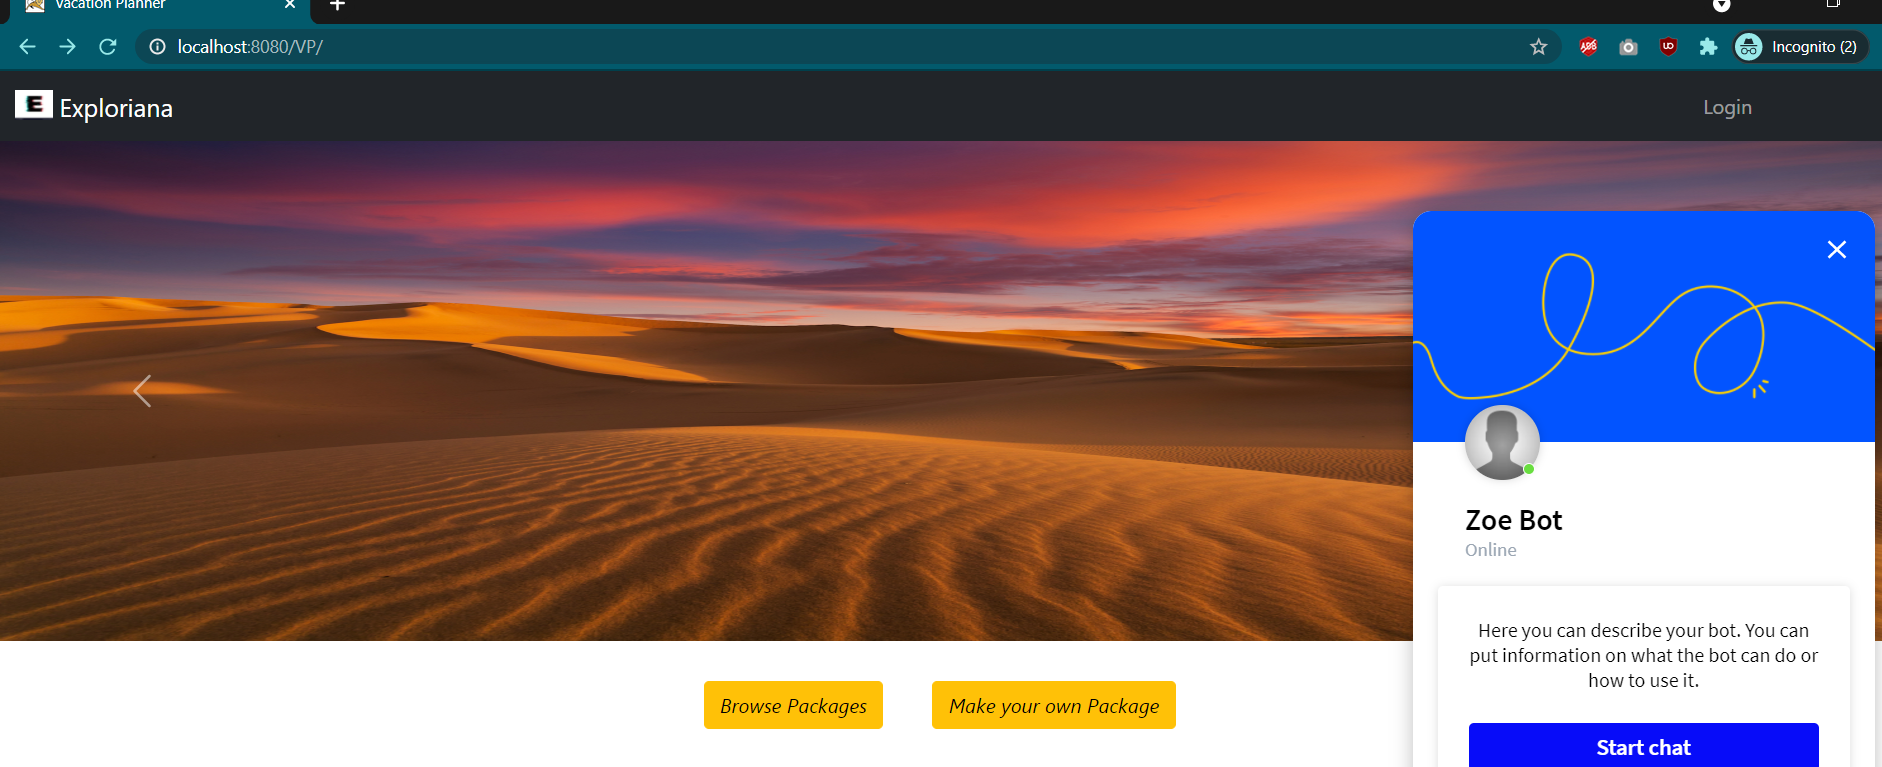 Vacation Planner
localhost:8080/VP/
ABP
UO
Incognito (2)
E Exploriana
Login
Zoe Bot
Online
Here you can describe your bot. You can
put information on what the bot can do or
how to use it.
Browse Packages
Make your own Package
Start chat